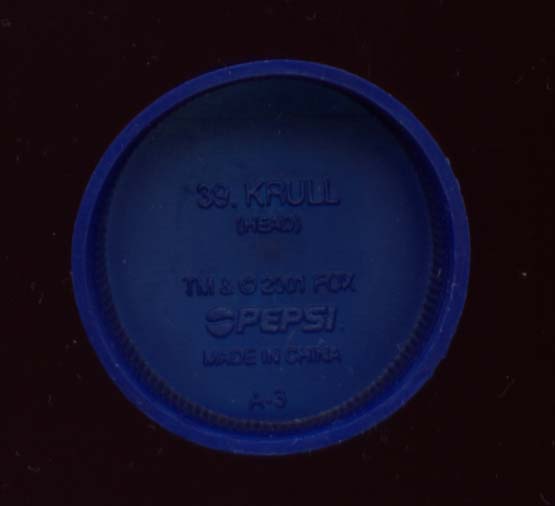 39. KRULL
(HEAD)
TM & © 2001 FOX
PEPSI
MADE IN CHINA
A-3